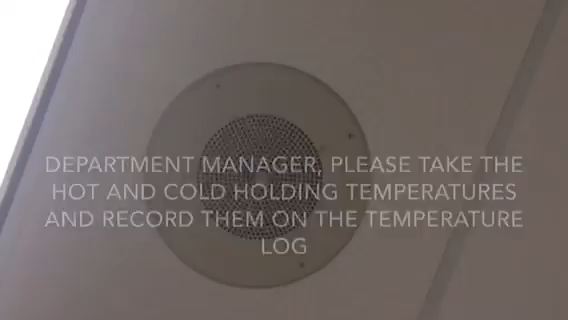 DEPARTMENT MANAGER, PLEASE TAKE THE
HOT AND COLD HOLDING TEMPERATURES
AND RECORD THEM ON THE TEMPERATURE
LOG